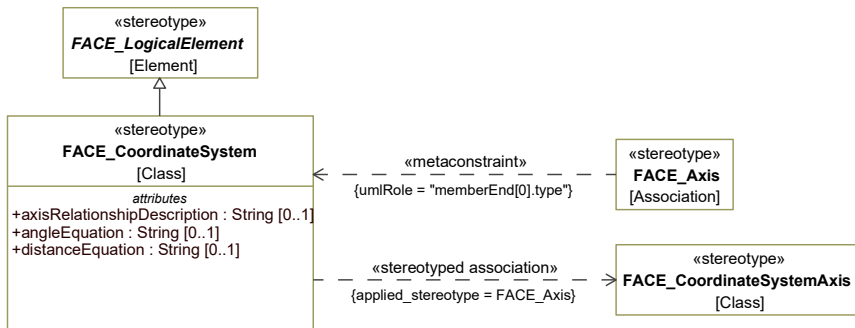 «stereotype»
FACE_LogicalElement
[Element]
«stereotype»
FACE_CoordinateSystem
[Class]
attributes
+axisRelationshipDescription : String [0..1]
+angleEquation : String [0..1]
+distanceEquation : String [0..1]
«metaconstraint»
{umlRole = "memberEnd[0].type"}
«stereotype»
FACE_Axis
[Association]
«stereotyped association»
{applied_stereotype = FACE_Axis}
«stereotype»
FACE_CoordinateSystemAxis
[Class]